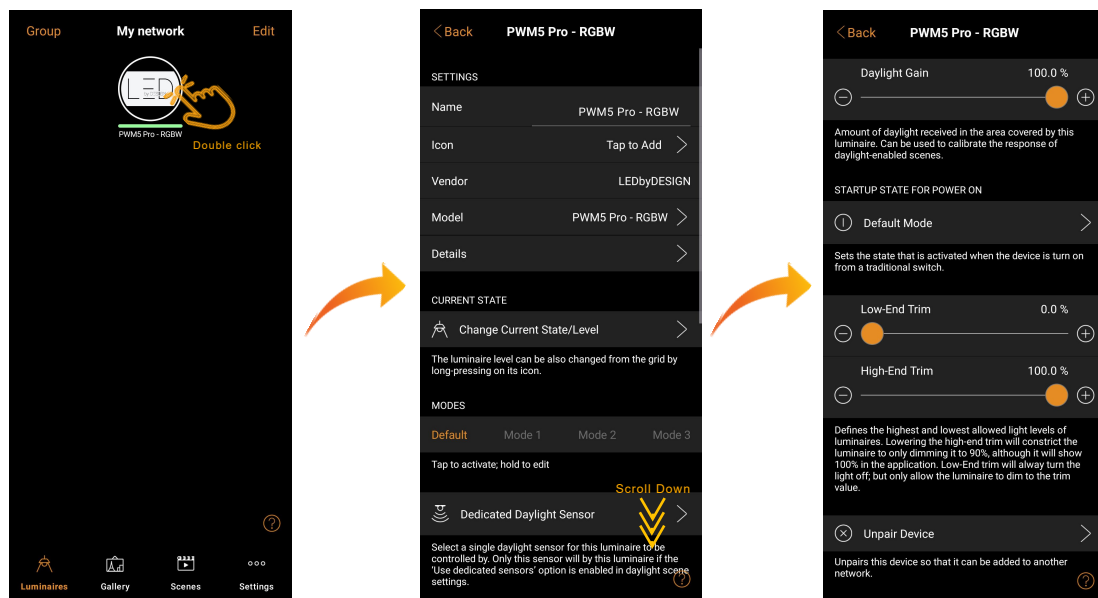 Group
My network
Edit
LED
PWM5 Pro - RGBW
Double click
Luminaires
Gallery
Scenes
Settings
Back
PWM5 Pro - RGBW
SETTINGS
Name
PWM5 Pro - RGBW
Icon
Tap to Add
Vendor
LEDbyDESIGN
Model
PWM5 Pro - RGBW
Details
CURRENT STATE
Change Current State/Level
The luminaire level can be also changed from the grid by
long-pressing on its icon.
MODES
Default
Mode 1
Mode 2
Mode 3
Tap to activate; hold to edit
Scroll Down
Dedicated Daylight Sensor
Select a single daylight sensor for this luminaire to be
controlled by. Only this sensor will by this luminaire if the
'Use dedicated sensors' option is enabled in daylight scene
settings.
Back
PWM5 Pro - RGBW
Daylight Gain
100.0 %
Amount of daylight received in the area covered by this
luminaire. Can be used to calibrate the response of
daylight-enabled scenes.
STARTUP STATE FOR POWER ON
Default Mode
Sets the state that is activated when the device is turn on
from a traditional switch.
Low-End Trim
0.0 %
High-End Trim
100.0 %
Defines the highest and lowest allowed light levels of
luminaires. Lowering the high-end trim will constrict the
luminaire to only dimming it to 90%, although it will show
100% in the application. Low-End trim will alway turn the
light off; but only allow the luminaire to dim to the trim
value.
Unpair Device
Unpairs this device so that it can be added to another
network.